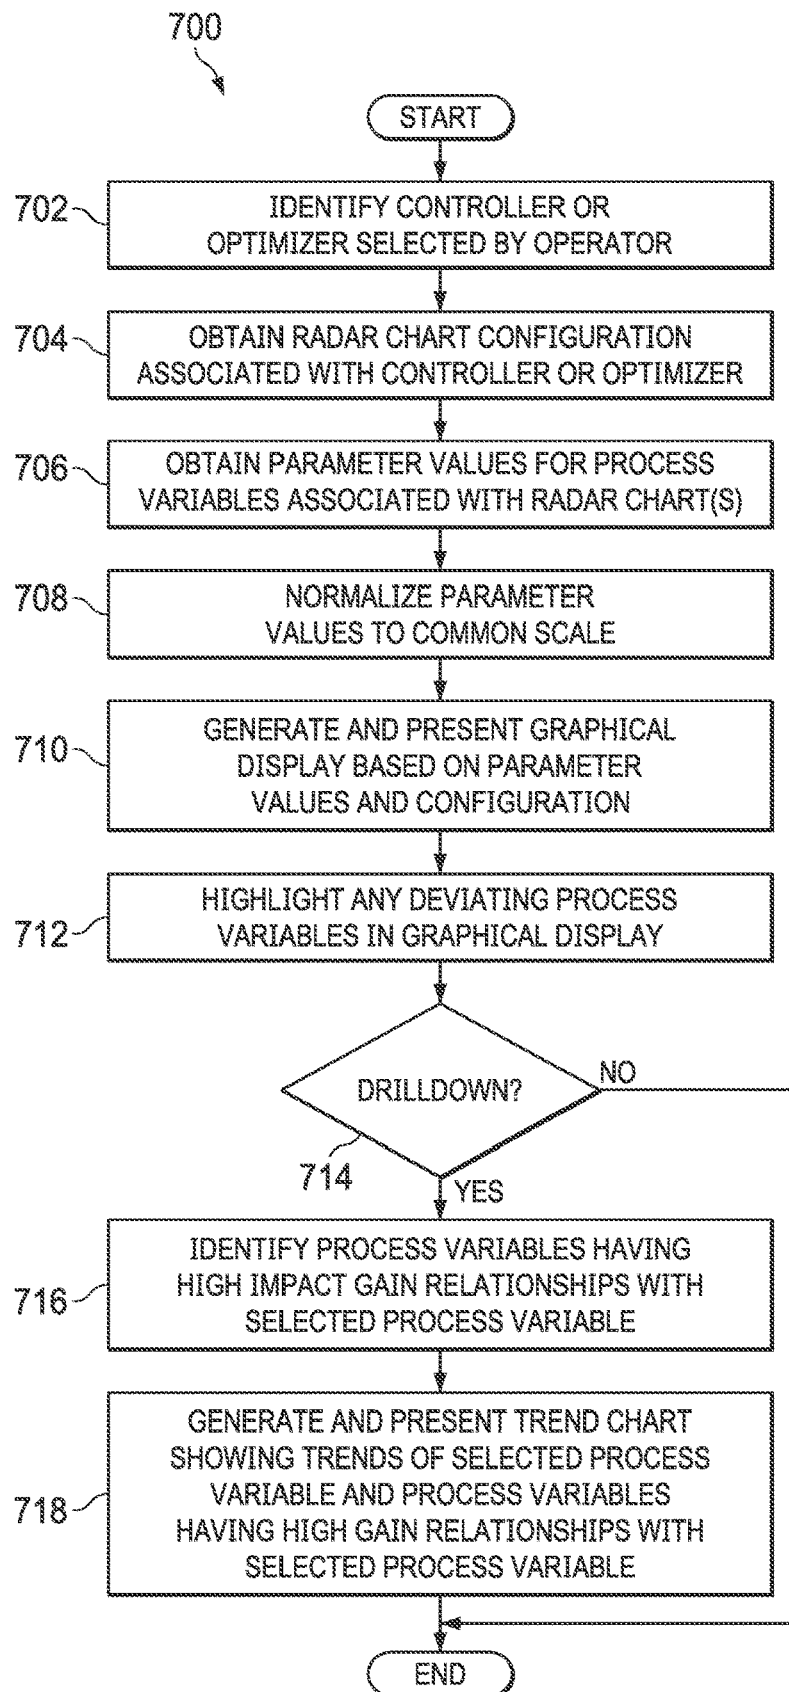 700
START
702
IDENTIFY CONTROLLER OR
OPTIMIZER SELECTED BY OPERATOR
704
OBTAIN RADAR CHART CONFIGURATION
ASSOCIATED WITH CONTROLLER OR OPTIMIZER
706
OBTAIN PARAMETER VALUES FOR PROCESS
VARIABLES ASSOCIATED WITH RADAR CHART(S)
708
NORMALIZE PARAMETER
VALUES TO COMMON SCALE
710
GENERATE AND PRESENT GRAPHICAL
DISPLAY BASED ON PARAMETER
VALUES AND CONFIGURATION
712
HIGHLIGHT ANY DEVIATING PROCESS
VARIABLES IN GRAPHICAL DISPLAY
DRILLDOWN?
NO
714
YES
716
IDENTIFY PROCESS VARIABLES HAVING
HIGH IMPACT GAIN RELATIONSHIPS WITH
SELECTED PROCESS VARIABLE
718
GENERATE AND PRESENT TREND CHART
SHOWING TRENDS OF SELECTED PROCESS
VARIABLE AND PROCESS VARIABLES
HAVING HIGH GAIN RELATIONSHIPS WITH
SELECTED PROCESS VARIABLE
END